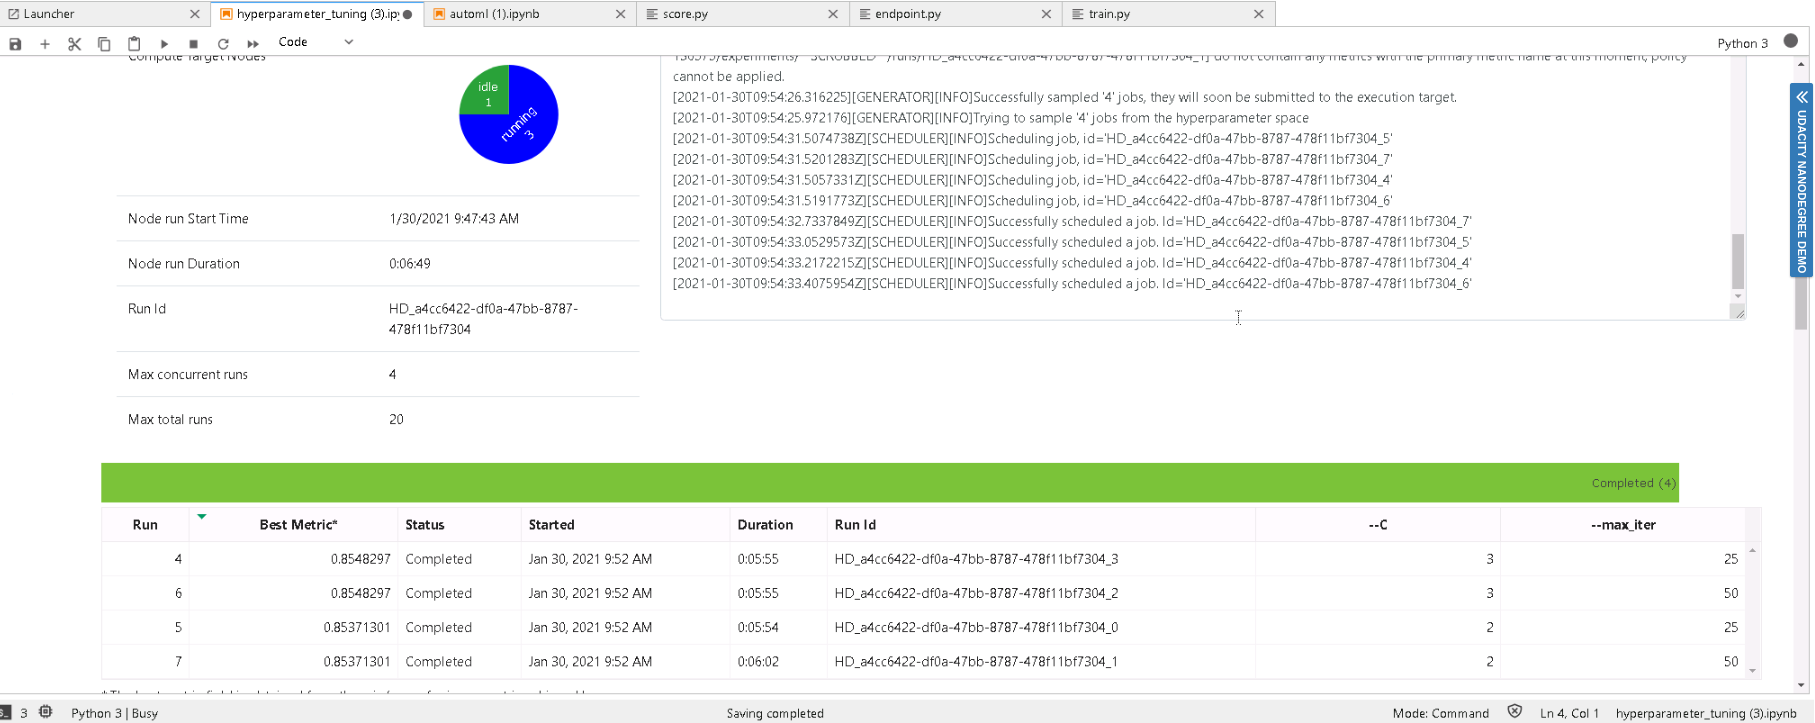 Launcher
hyperparameter_tuning (3).ip
automl (1).ipynb
score.py
endpoint.py
train.py
Code
Python 3
Compute Target Nodes
idle
1
running
3
Node run Start Time 1/30/2021 9:47:43 AM
Node run Duration 0:06:49
Run Id HD_a4cc6422-df0a-47bb-8787-
478f11bf7304
Max concurrent runs 4
Max total runs 20
do not contain any metrics with the primary metric name at this moment, policy
cannot be applied.
[2021-01-30T09:54:26.316225][GENERATOR][INFO]Successfully sampled '4' jobs, they will soon be submitted to the execution target.
[2021-01-30T09:54:25.972176][GENERATOR][INFO]Trying to sample '4' jobs from the hyperparameter space
[2021-01-30T09:54:31.5074738Z][SCHEDULER][INFO]Scheduling job, id='HD_a4cc6422-df0a-47bb-8787-478f11bf7304_5'
[2021-01-30T09:54:31.5201283Z][SCHEDULER][INFO]Scheduling job, id='HD_a4cc6422-df0a-47bb-8787-478f11bf7304_7'
[2021-01-30T09:54:31.5057331Z][SCHEDULER][INFO]Scheduling job, id='HD_a4cc6422-df0a-47bb-8787-478f11bf7304_4'
[2021-01-30T09:54:31.5191773Z][SCHEDULER][INFO]Scheduling job, id='HD_a4cc6422-df0a-47bb-8787-478f11bf7304_6'
[2021-01-30T09:54:32.7337849Z][SCHEDULER][INFO]Successfully scheduled a job. Id='HD_a4cc6422-df0a-47bb-8787-478f11bf7304_7'
[2021-01-30T09:54:33.0529573Z][SCHEDULER][INFO]Successfully scheduled a job. Id='HD_a4cc6422-df0a-47bb-8787-478f11bf7304_5'
[2021-01-30T09:54:33.2172215Z][SCHEDULER][INFO]Successfully scheduled a job. Id='HD_a4cc6422-df0a-47bb-8787-478f11bf7304_4'
[2021-01-30T09:54:33.4075954Z][SCHEDULER][INFO]Successfully scheduled a job. Id='HD_a4cc6422-df0a-47bb-8787-478f11bf7304_6'
UDACITY NANODEGREE DEMO
Completed (4)
Run Best Metric* Status Started Duration Run Id --C --max_iter
4 0.8548297 Completed Jan 30, 2021 9:52 AM 0:05:55 HD_a4cc6422-df0a-47bb-8787-478f11bf7304_3 3 25
6 0.8548297 Completed Jan 30, 2021 9:52 AM 0:05:55 HD_a4cc6422-df0a-47bb-8787-478f11bf7304_2 3 50
5 0.85371301 Completed Jan 30, 2021 9:52 AM 0:05:54 HD_a4cc6422-df0a-47bb-8787-478f11bf7304_0 2 25
7 0.85371301 Completed Jan 30, 2021 9:52 AM 0:06:02 HD_a4cc6422-df0a-47bb-8787-478f11bf7304_1 2 50
3 Python 3 | Busy Saving completed Mode: Command Ln 4, Col 1 hyperparameter_tuning (3).ipynb